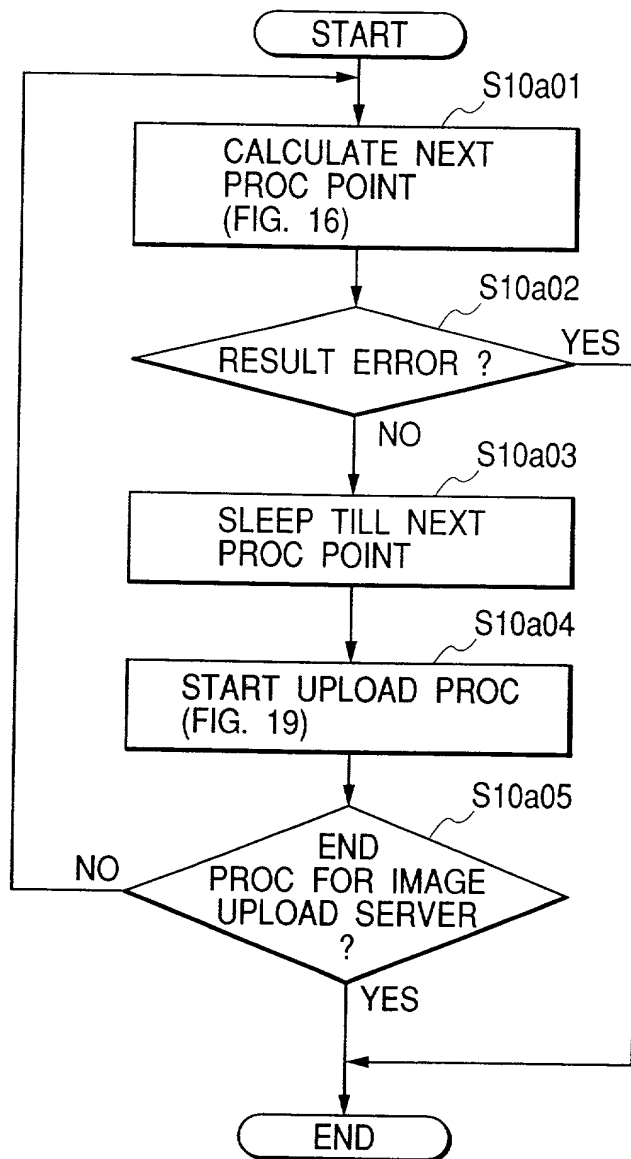 START
S10a01
CALCULATE NEXT
PROC POINT
(FIG. 16)
S10a02
RESULT ERROR ?
YES
NO
S10a03
SLEEP TILL NEXT
PROC POINT
S10a04
START UPLOAD PROC
(FIG. 19)
S10a05
END
PROC FOR IMAGE
UPLOAD SERVER
?
NO
YES
END